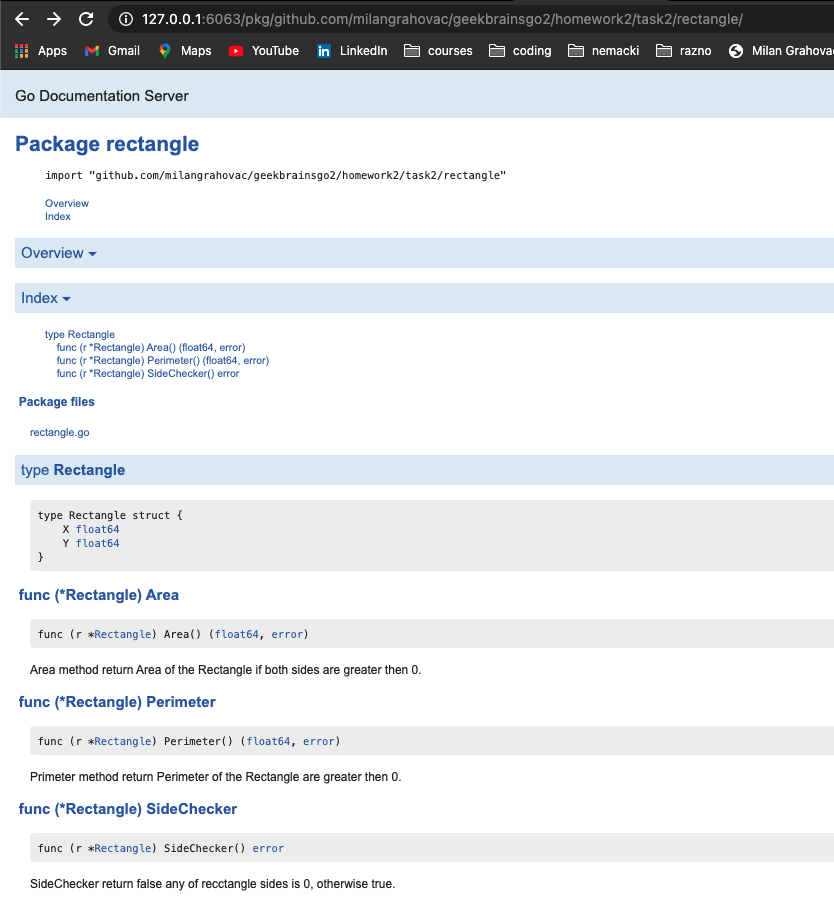 127.0.0.1:6063/pkg/github.com/milangrahovac/geekbrainsgo2/homework2/task2/rectangle/
Apps Gmail Maps YouTube LinkedIn courses coding nemacki razno Milan Grahova
Go Documentation Server
Package rectangle
import "github.com/milangrahovac/geekbrainsgo2/homework2/task2/rectangle"
Overview
Index
Overview
Index
type Rectangle
func (r *Rectangle) Area() (float64, error)
func (r *Rectangle) Perimeter() (float64, error)
func (r *Rectangle) SideChecker() error
Package files
rectangle.go
type Rectangle
type Rectangle struct {
X float64
Y float64
}
func (*Rectangle) Area
func (r *Rectangle) Area() (float64, error)
Area method return Area of the Rectangle if both sides are greater then 0.
func (*Rectangle) Perimeter
func (r *Rectangle) Perimeter() (float64, error)
Primeter method return Perimeter of the Rectangle are greater then 0.
func (*Rectangle) SideChecker
func (r *Rectangle) SideChecker() error
SideChecker return false any of recctangle sides is 0, otherwise true.